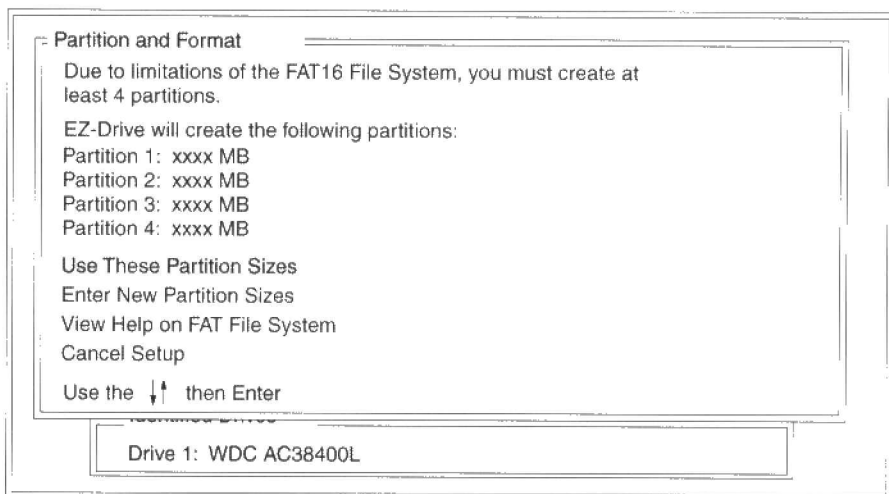 Partition and Format
Due to limitations of the FAT16 File System, you must create at
least 4 partitions.
EZ-Drive will create the following partitions:
Partition 1: xxxx MB
Partition 2: xxxx MB
Partition 3: xxxx MB
Partition 4: xxxx MB
Use These Partition Sizes
Enter New Partition Sizes
View Help on FAT File System
Cancel Setup
Use the ↓↑ then Enter
Identified Drives
Drive 1: WDC AC38400L